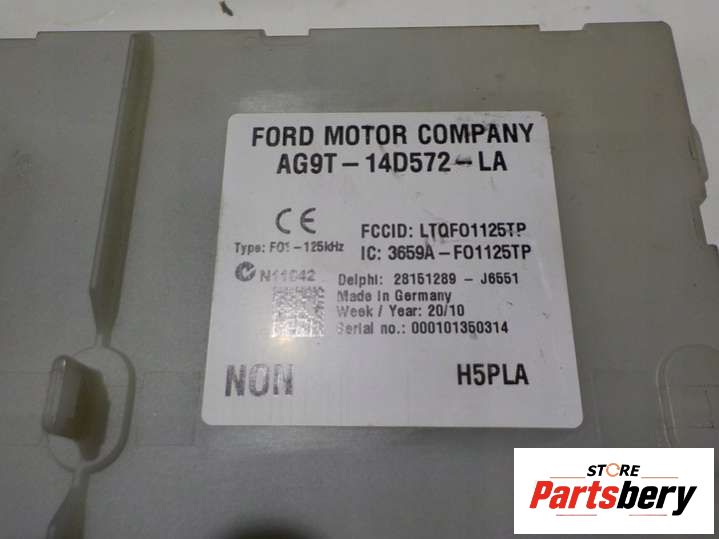 FORD MOTOR COMPANY
AG9T-14D572-LA
CE
FCCID: LTQFO1125TP
Type: FO1-125kHz
IC: 3659A-FO1125TP
N11642
Delphi: 28151289 - J6551
Made in Germany
Week / Year: 20/10
Serial no.: 000101350314
NON
H5PLA
STORE
Partsbery